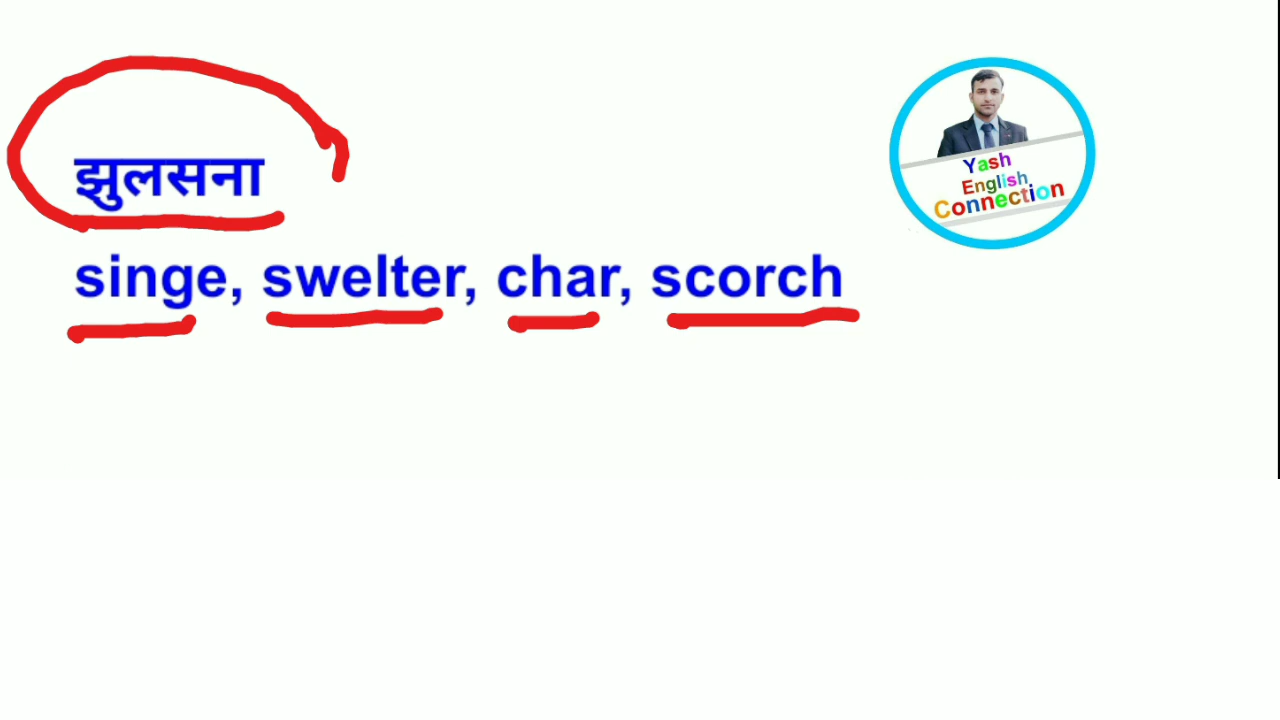 झुलसना
singe, swelter, char, scorch
Yash
English
Connection